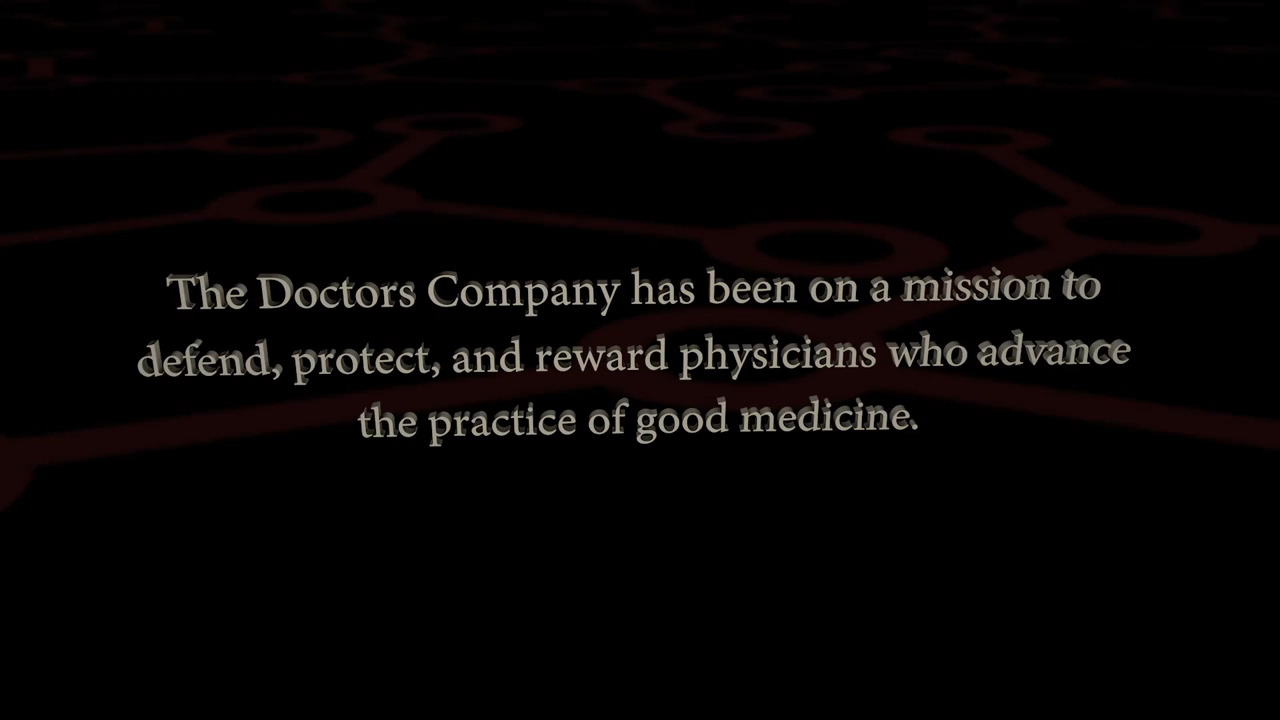 The Doctors Company has been on a mission to
defend, protect, and reward physicians who advance
the practice of good medicine.